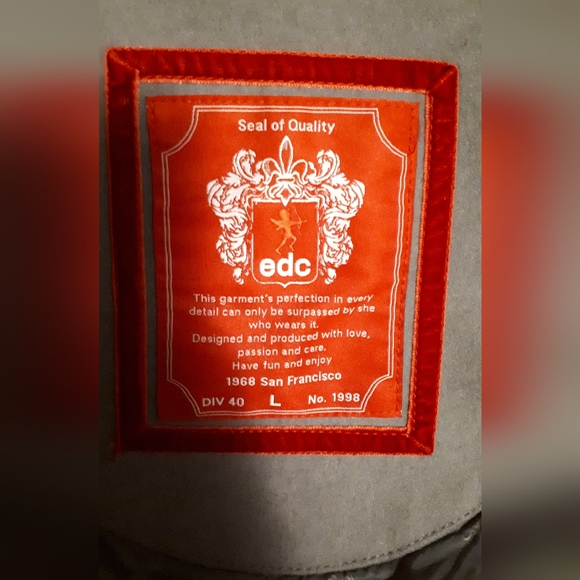 Seal of Quality
edc
This garment's perfection in every
detail can only be surpassed by she
who wears it.
Designed and produced with love,
passion and care.
Have fun and enjoy
1968 San Francisco
DIV 40 L No. 1998